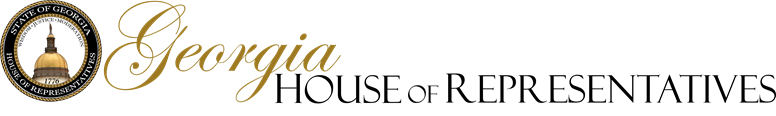 STATE OF GEORGIA
WISDOM • JUSTICE • MODERATION
1776
HOUSE OF REPRESENTATIVES
Georgia
HOUSE OF REPRESENTATIVES